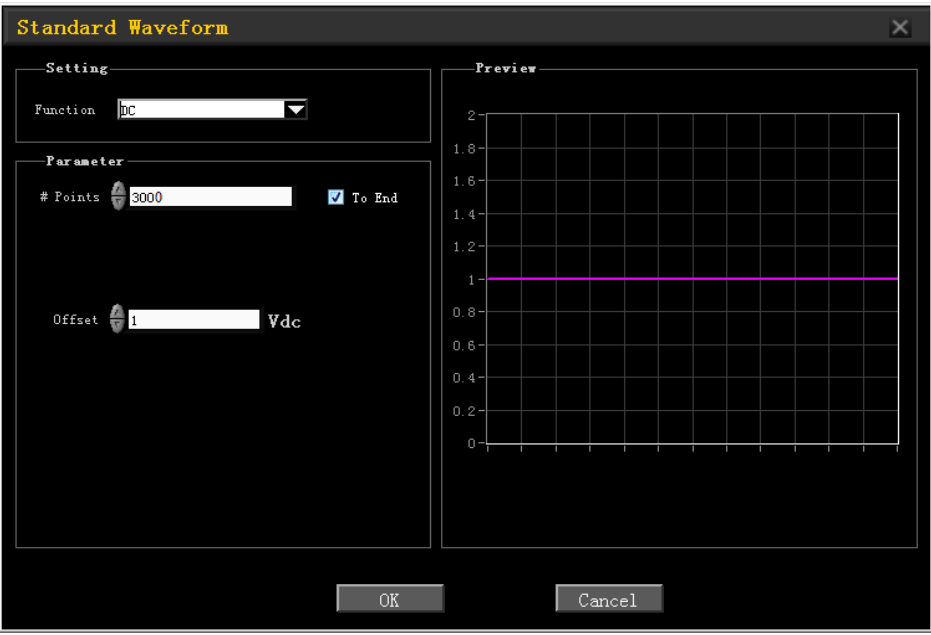 Standard Waveform
Setting
Function DC
Parameter
# Points 3000 To End
Offset 1 Vdc
Preview
2
1.8
1.6
1.4
1.2
1
0.8
0.6
0.4
0.2
0
OK Cancel